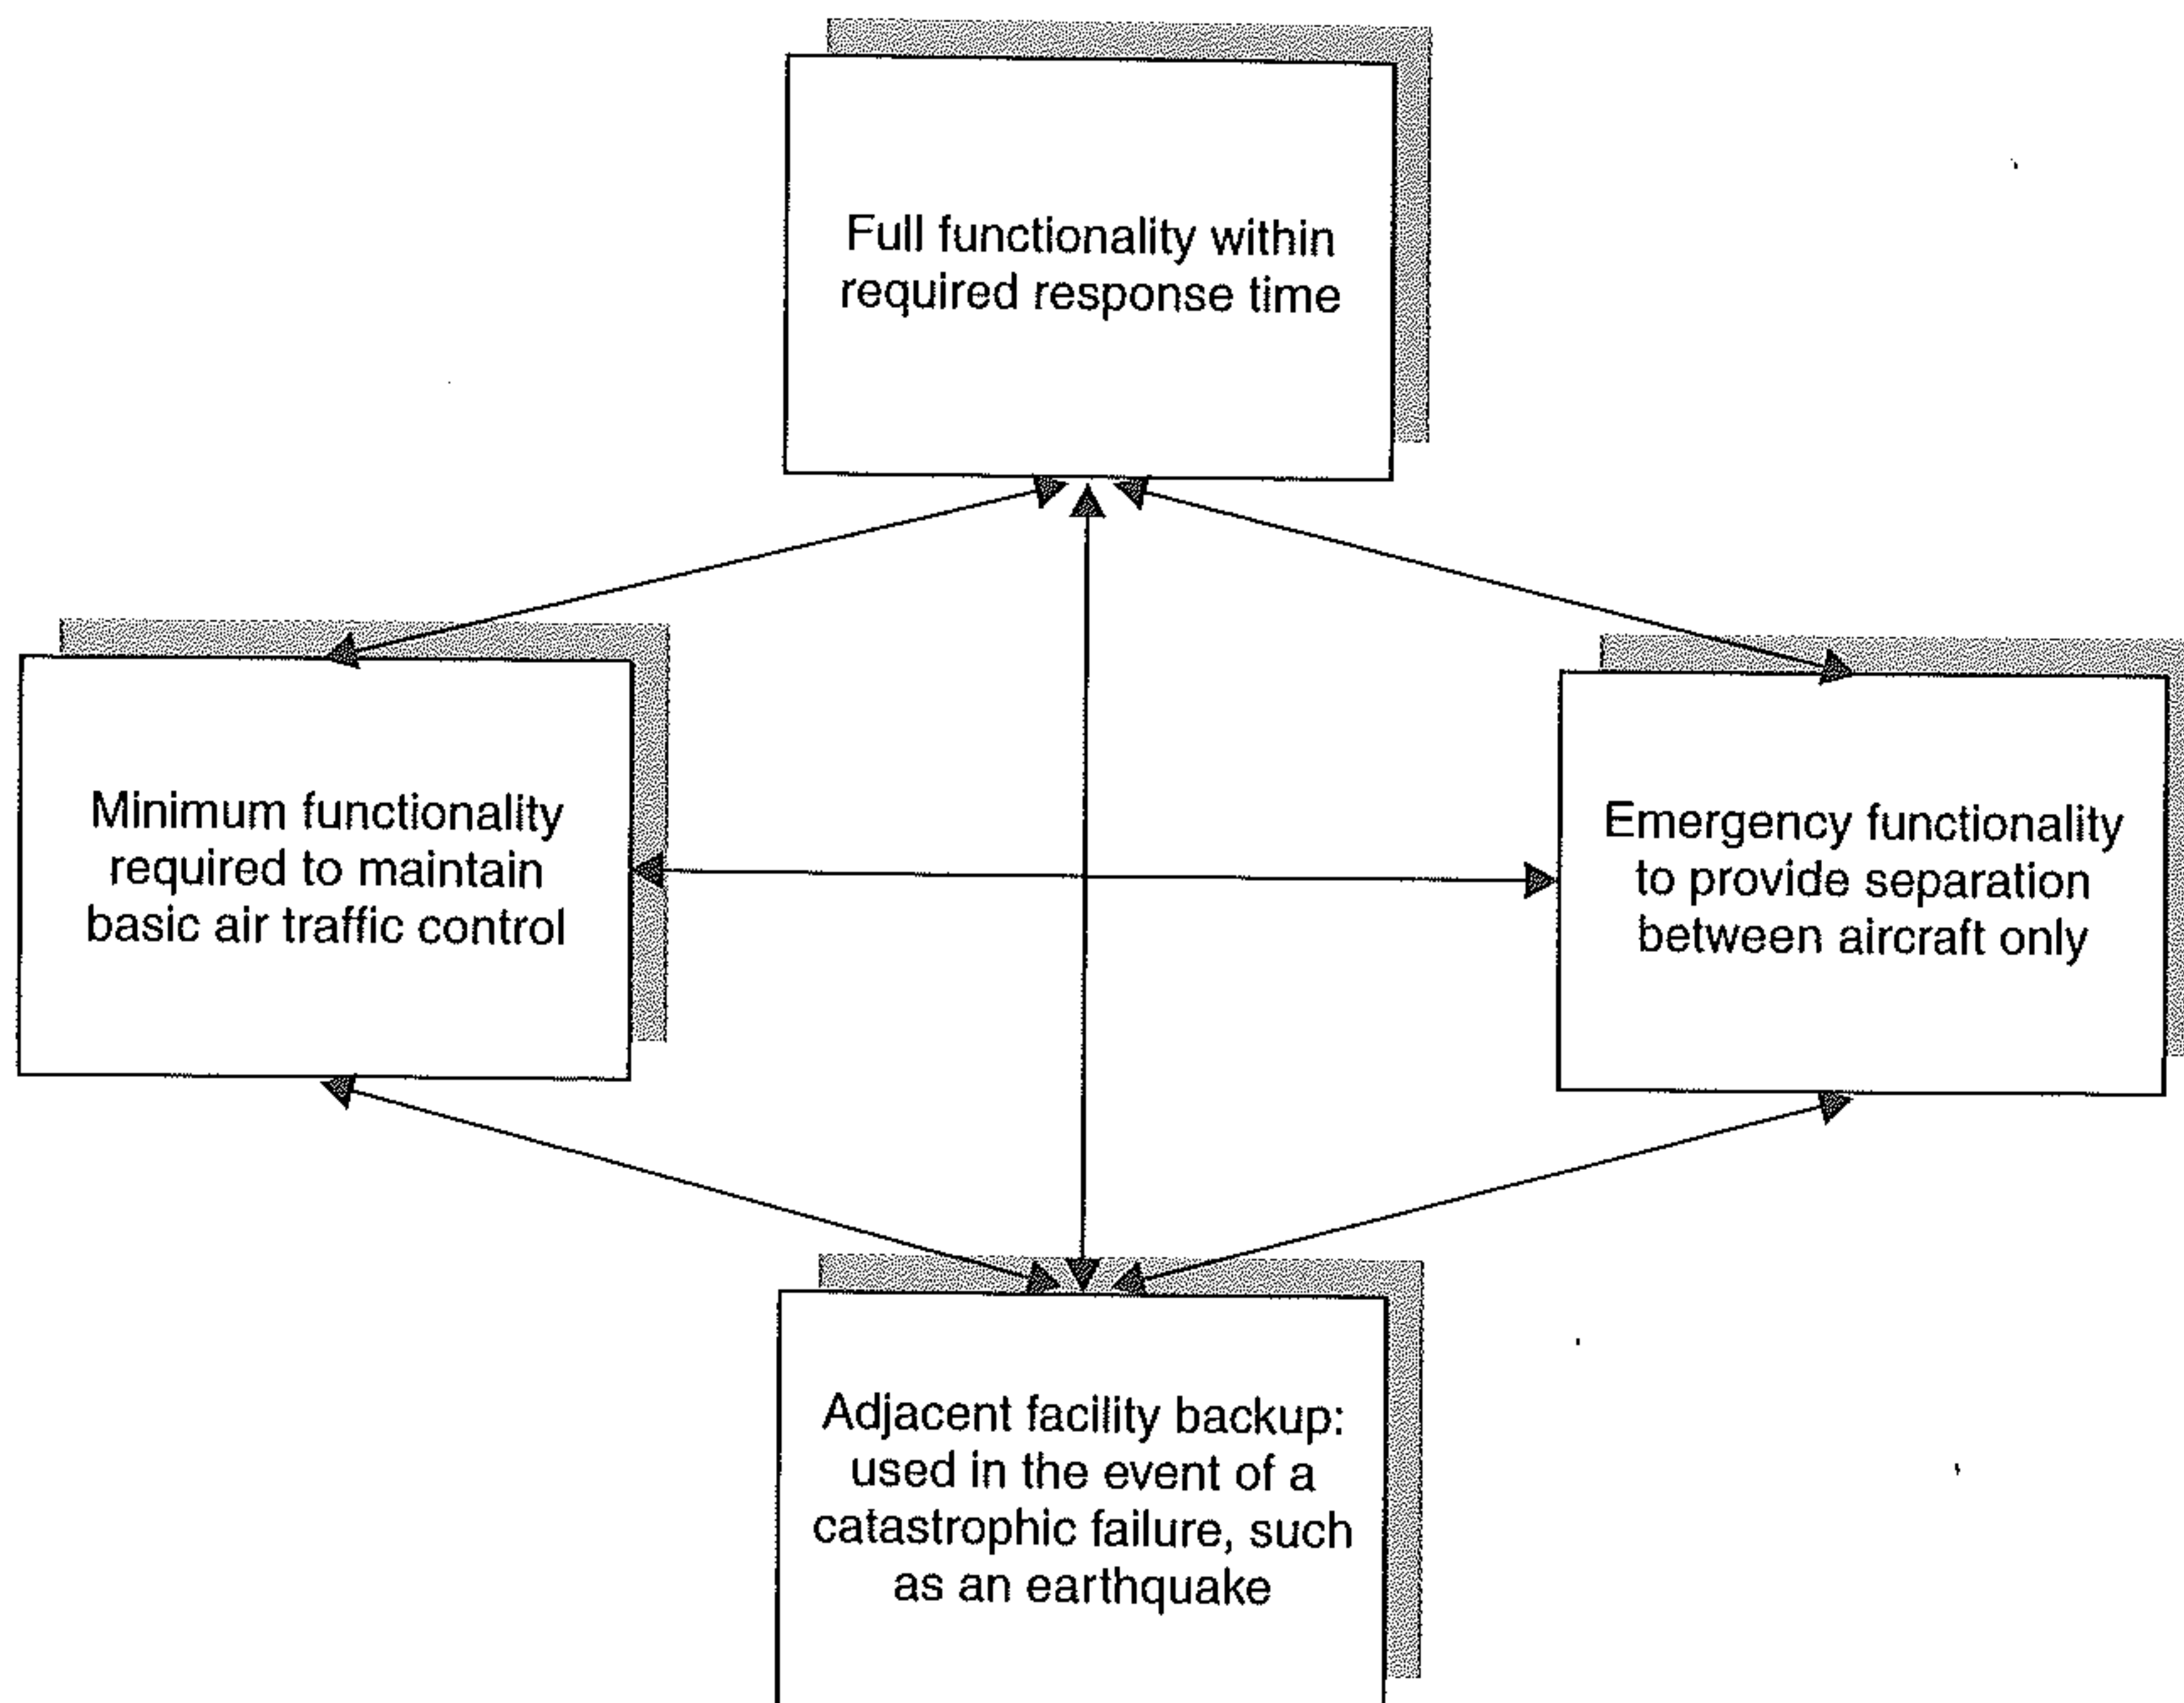 Full functionality within
required response time
Minimum functionality
required to maintain
basic air traffic control
Emergency functionality
to provide separation
between aircraft only
Adjacent facility backup:
used in the event of a
catastrophic failure, such
as an earthquake